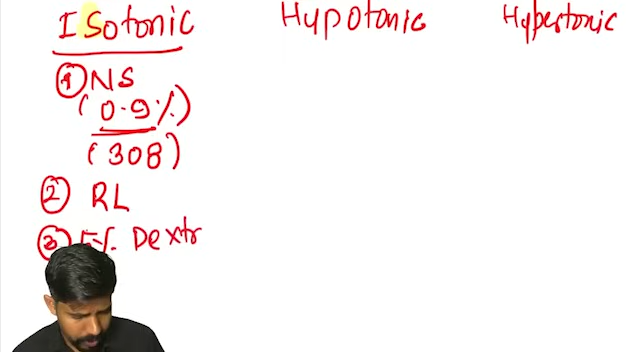 ISotonic
Hypotonic
Hypertonic
① NS
(0.9%)
(308)
② RL
③ 5% Dextr